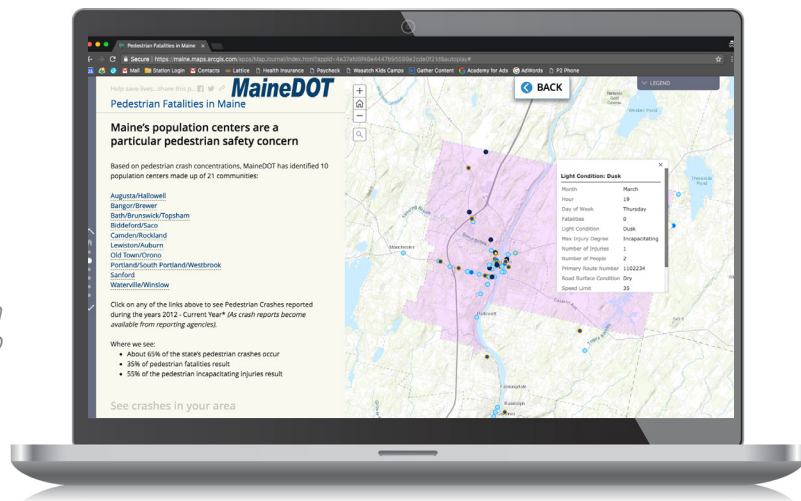 Pedestrian Fatalities in Maine
Secure
Mail Station Login Contacts Lattice Health Insurance Paycheck Wasatch Kids Camps Gather Content Academy for Ads AdWords P2 Phone
Help save lives...share this p...
MaineDOT
Pedestrian Fatalities in Maine
Maine's population centers are a
particular pedestrian safety concern
Based on pedestrian crash concentrations, MaineDOT has identified 10
population centers made up of 21 communities:
Augusta/Hallowell
Bangor/Brewer
Bath/Brunswick/Topsham
Biddeford/Saco
Camden/Rockland
Lewiston/Auburn
Old Town/Orono
Portland/South Portland/Westbrook
Sanford
Waterville/Winslow
Click on any of the links above to see Pedestrian Crashes reported
during the years 2012 - Current Year* (As crash reports become
available from reporting agencies).
Where we see:
• About 65% of the state's pedestrian crashes occur
• 35% of pedestrian fatalities result
• 55% of the pedestrian incapacitating injuries result
See crashes in your area
BACK
LEGEND
Light Condition: Dusk
Month March
Hour 19
Day of Week Thursday
Fatalities 0
Light Condition Dusk
Max Injury Degree Incapacitating
Number of Injuries 1
Number of People 2
Primary Route Number 1102234
Road Surface Condition Dry
Speed Limit 35
Manchester
Hallowell
Farmingdale
Randolph